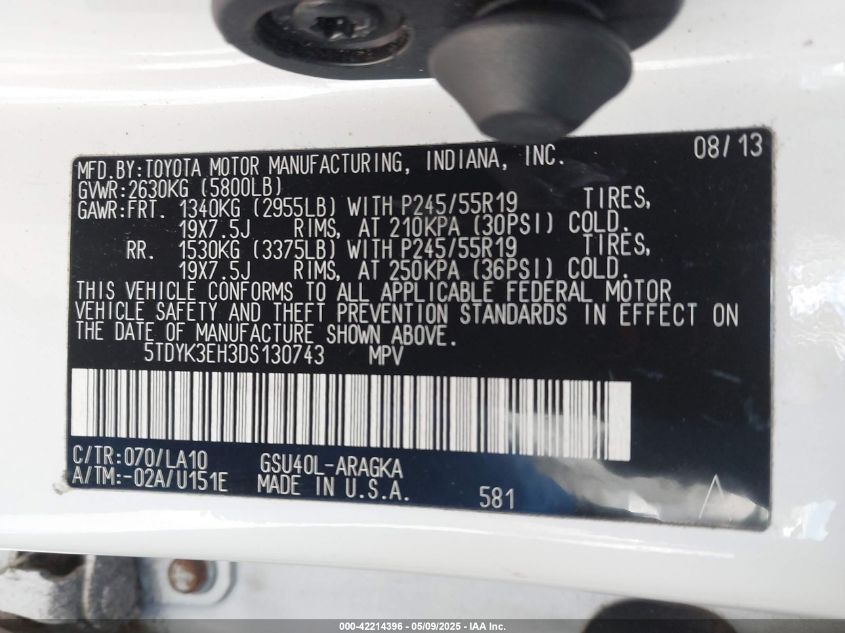 08/13
MFD.BY:TOYOTA MOTOR MANUFACTURING, INDIANA, INC.
GVWR:2630KG (5800LB)
GAWR:FRT. 1340KG (2955LB) WITH P245/55R19 TIRES,
19X7.5J RIMS, AT 210KPA (30PSI) COLD.
RR. 1530KG (3375LB) WITH P245/55R19 TIRES,
19X7.5J RIMS, AT 250KPA (36PSI) COLD.
THIS VEHICLE CONFORMS TO ALL APPLICABLE FEDERAL MOTOR
VEHICLE SAFETY AND THEFT PREVENTION STANDARDS IN EFFECT ON
THE DATE OF MANUFACTURE SHOWN ABOVE.
5TDYK3EH3DS130743 MPV
C/TR:070/LA10 GSU40L-ARAGKA
A/TM:-02A/U151E MADE IN U.S.A. 581
000-42214396 - 05/09/2025 - IAA Inc.